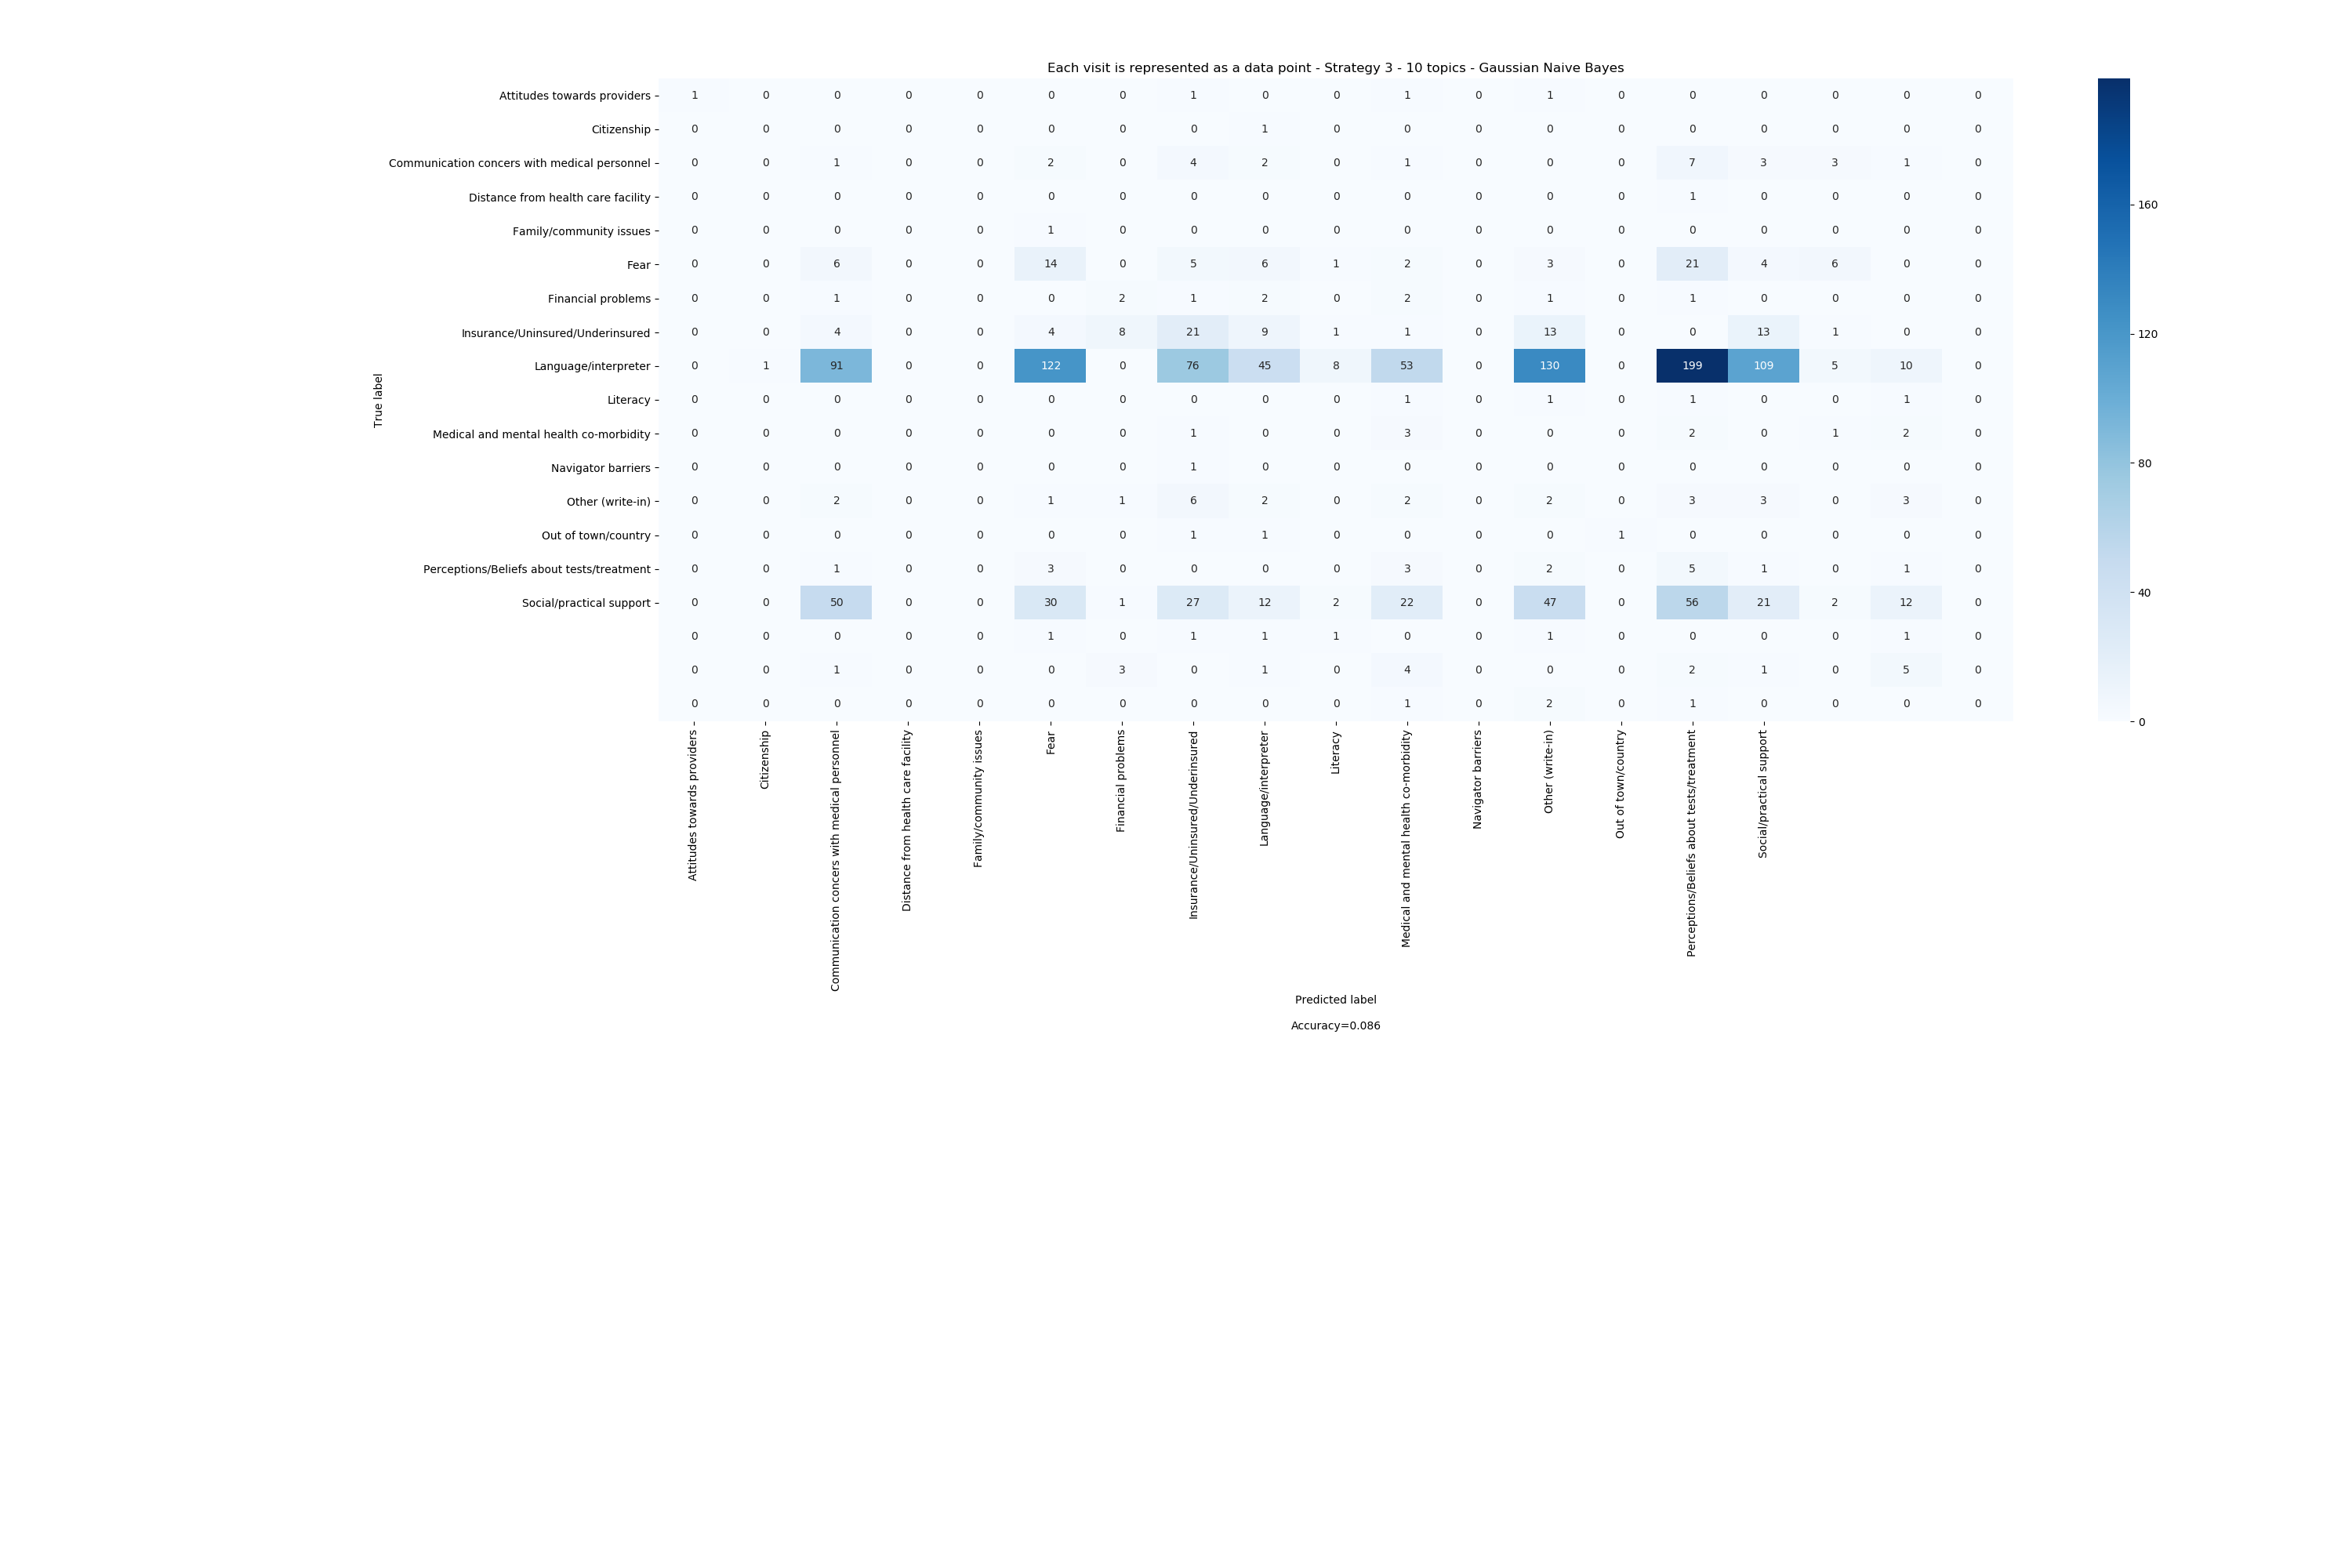 Each visit is represented as a data point - Strategy 3 - 10 topics - Gaussian Naive Bayes
True label
Attitudes towards providers 1 0 0 0 0 0 0 1 0 0 1 0 1 0 0 0 0 0 0
Citizenship 0 0 0 0 0 0 0 0 1 0 0 0 0 0 0 0 0 0 0
Communication concers with medical personnel 0 0 1 0 0 2 0 4 2 0 1 0 0 0 7 3 3 1 0
Distance from health care facility 0 0 0 0 0 0 0 0 0 0 0 0 0 0 1 0 0 0 0
Family/community issues 0 0 0 0 0 1 0 0 0 0 0 0 0 0 0 0 0 0 0
Fear 0 0 6 0 0 14 0 5 6 1 2 0 3 0 21 4 6 0 0
Financial problems 0 0 1 0 0 0 2 1 2 0 2 0 1 0 1 0 0 0 0
Insurance/Uninsured/Underinsured 0 0 4 0 0 4 8 21 9 1 1 0 13 0 0 13 1 0 0
Language/interpreter 0 1 91 0 0 122 0 76 45 8 53 0 130 0 199 109 5 10 0
Literacy 0 0 0 0 0 0 0 0 0 0 1 0 1 0 1 0 0 1 0
Medical and mental health co-morbidity 0 0 0 0 0 0 0 1 0 0 3 0 0 0 2 0 1 2 0
Navigator barriers 0 0 0 0 0 0 0 1 0 0 0 0 0 0 0 0 0 0 0
Other (write-in) 0 0 2 0 0 1 1 6 2 0 2 0 2 0 3 3 0 3 0
Out of town/country 0 0 0 0 0 0 0 1 1 0 0 0 0 1 0 0 0 0 0
Perceptions/Beliefs about tests/treatment 0 0 1 0 0 3 0 0 0 0 3 0 2 0 5 1 0 1 0
Social/practical support 0 0 50 0 0 30 1 27 12 2 22 0 47 0 56 21 2 12 0
0 0 0 0 0 1 0 1 1 1 0 0 1 0 0 0 0 1 0
0 0 1 0 0 0 3 0 1 0 4 0 0 0 2 1 0 5 0
0 0 0 0 0 0 0 0 0 0 1 0 2 0 1 0 0 0 0
160
120
80
40
0
Attitudes towards providers
Citizenship
Communication concers with medical personnel
Distance from health care facility
Family/community issues
Fear
Financial problems
Insurance/Uninsured/Underinsured
Language/interpreter
Literacy
Medical and mental health co-morbidity
Navigator barriers
Other (write-in)
Out of town/country
Perceptions/Beliefs about tests/treatment
Social/practical support
Predicted label
Accuracy=0.086